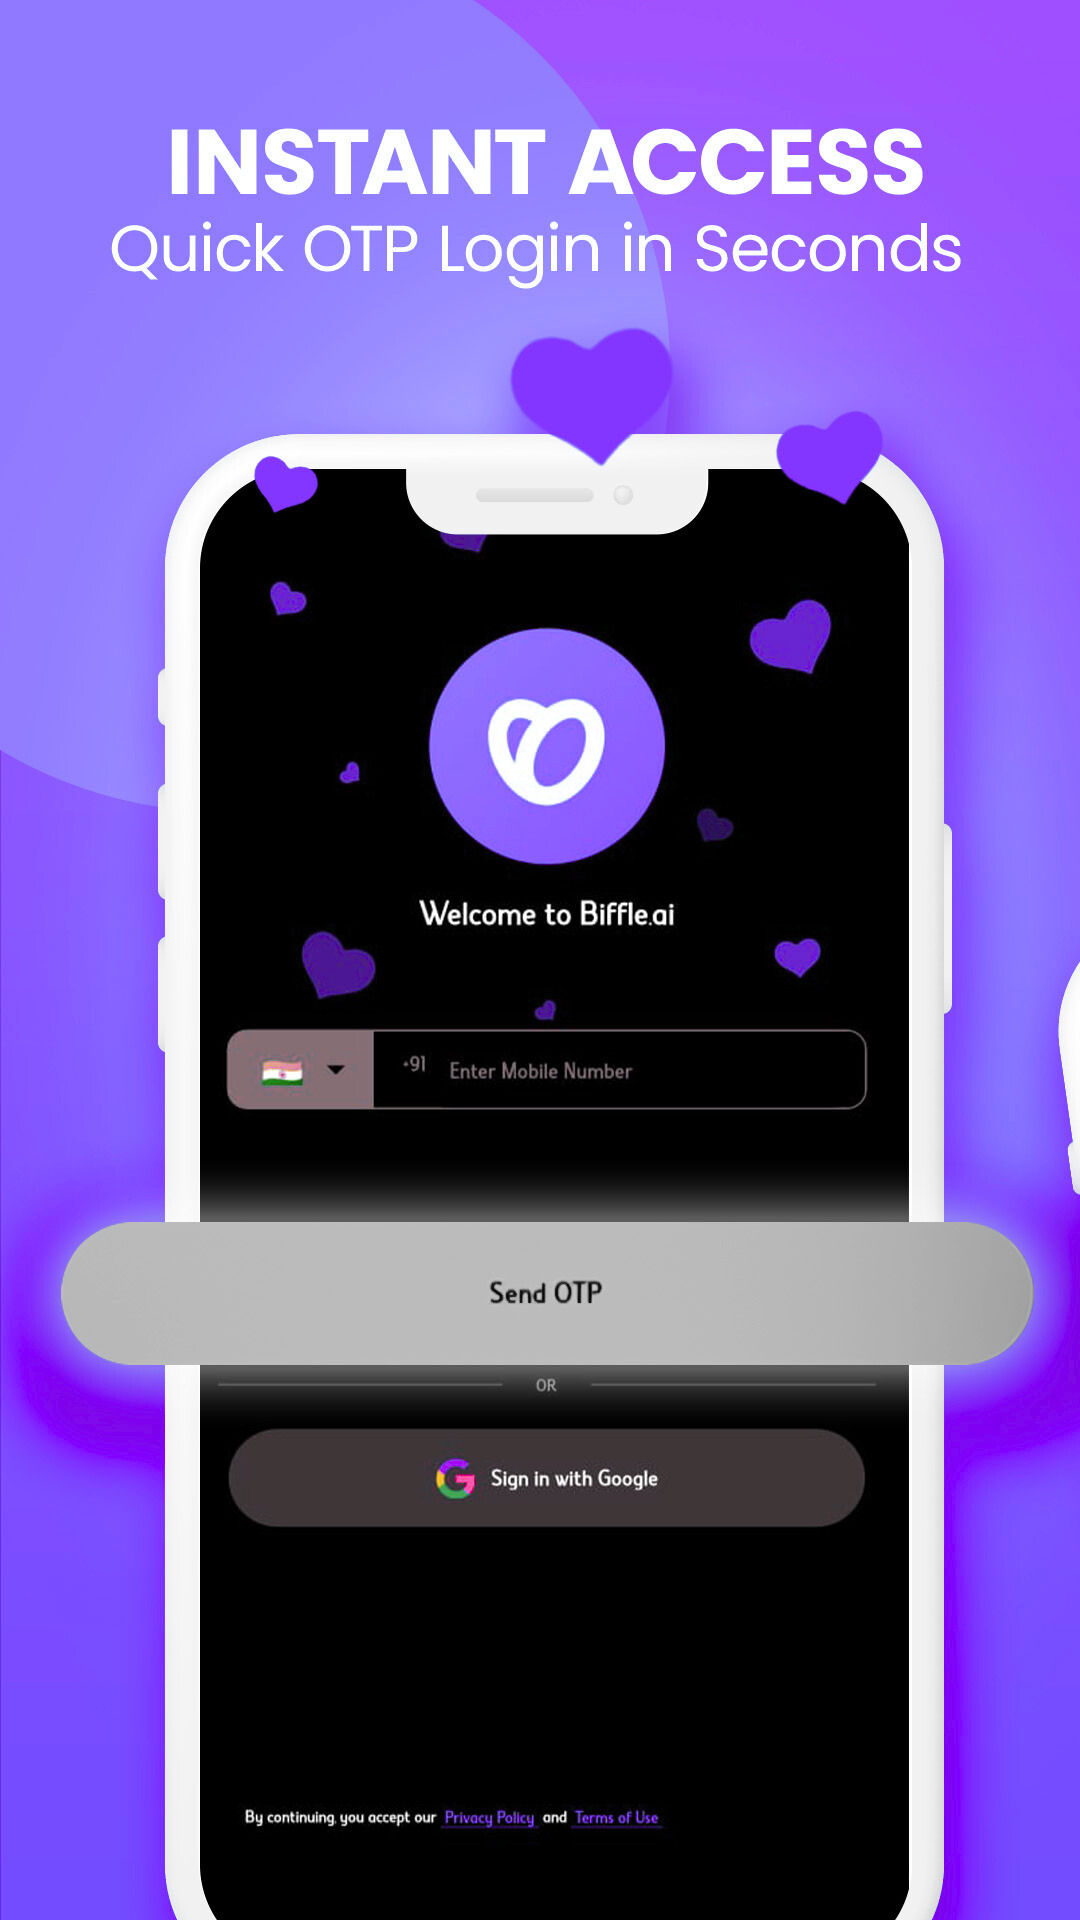 INSTANT ACCESS
Quick OTP Login in Seconds
Welcome to Biffle.ai
+91 Enter Mobile Number
Send OTP
OR
Sign in with Google
By continuing, you accept our Privacy Policy and Terms of Use